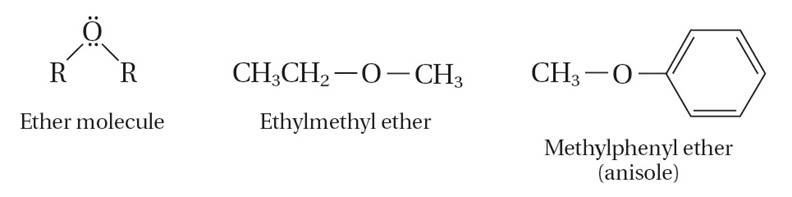 Ö
R R
CH₃CH₂—O—CH₃
CH₃—O—
Ether molecule
Ethylmethyl ether
Methylphenyl ether
(anisole)